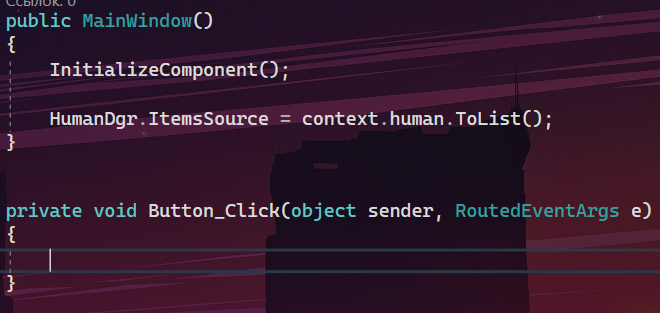 Ссылок: 0
public MainWindow()
{
InitializeComponent();
HumanDgr.ItemsSource = context.human.ToList();
}
private void Button_Click(object sender, RoutedEventArgs e)
{
}